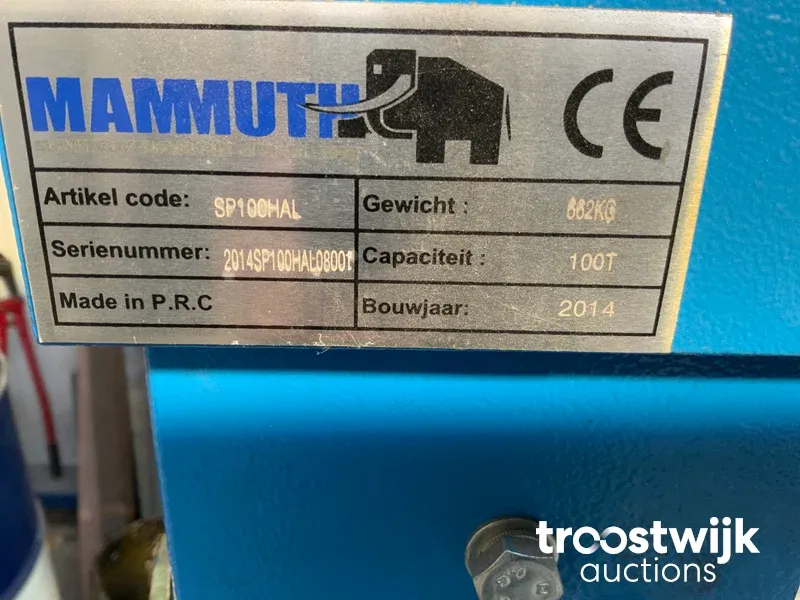 MAMMUTH CE
Artikel code: SP100HAL Gewicht : 662KG
Serienummer: 2014SP100HAL08001 Capaciteit : 100T
Made in P.R.C Bouwjaar: 2014
troostwijk
auctions